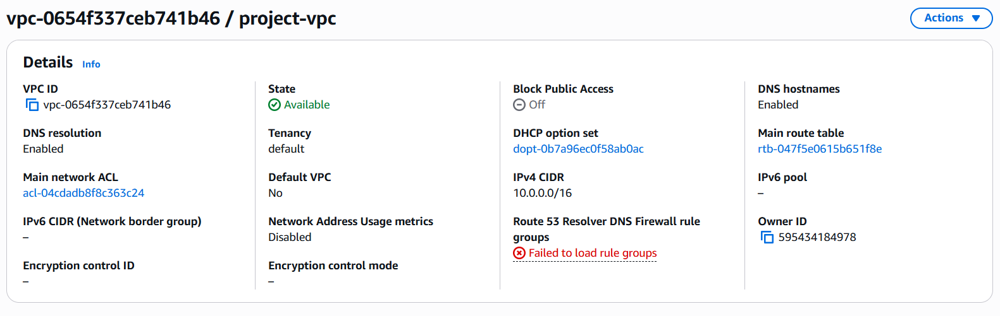 vpc-0654f337ceb741b46 / project-vpc
Actions
Details Info
VPC ID
vpc-0654f337ceb741b46
State
Available
Block Public Access
Off
DNS hostnames
Enabled
DNS resolution
Enabled
Tenancy
default
DHCP option set
dopt-0b7a96ec0f58ab0ac
Main route table
rtb-047f5e0615b651f8e
Main network ACL
acl-04cdadb8f8c363c24
Default VPC
No
IPv4 CIDR
10.0.0.0/16
IPv6 pool
–
IPv6 CIDR (Network border group)
–
Network Address Usage metrics
Disabled
Route 53 Resolver DNS Firewall rule
groups
Failed to load rule groups
Owner ID
595434184978
Encryption control ID
–
Encryption control mode
–